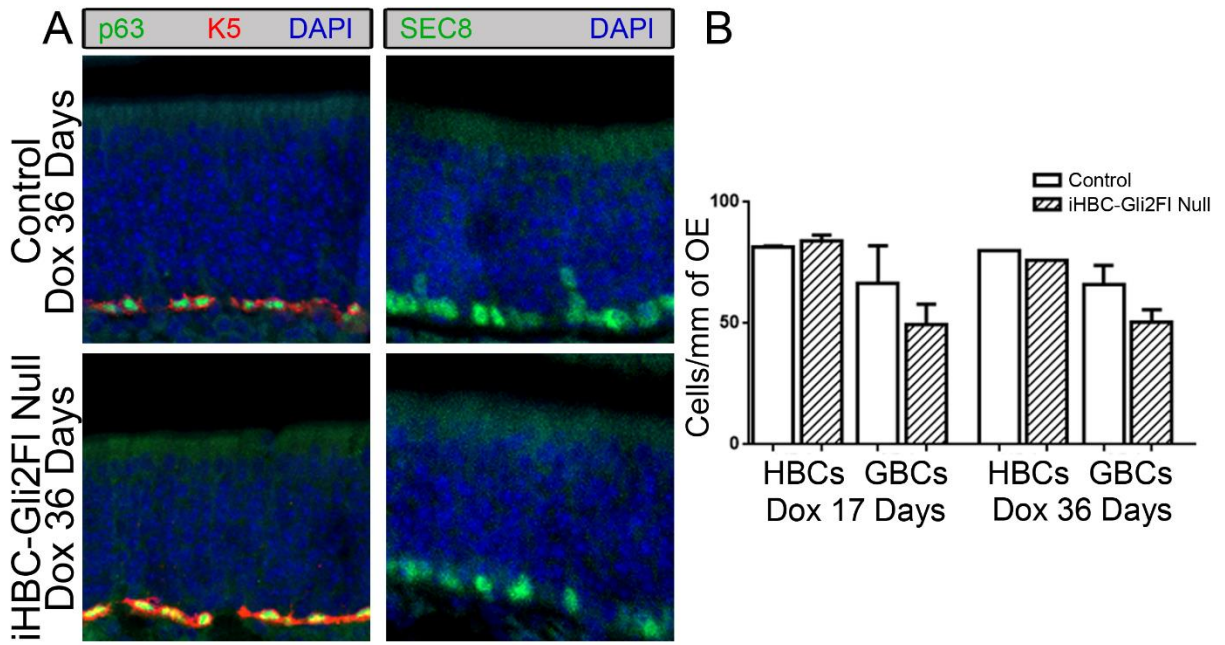 A
p63 K5 DAPI
SEC8 DAPI
B
Control
Dox 36 Days
iHBC-Gli2Fl Null
Dox 36 Days
Control
iHBC-Gli2Fl Null
Cells/mm of OE
100
50
0
HBCs GBCs HBCs GBCs
Dox 17 Days Dox 36 Days